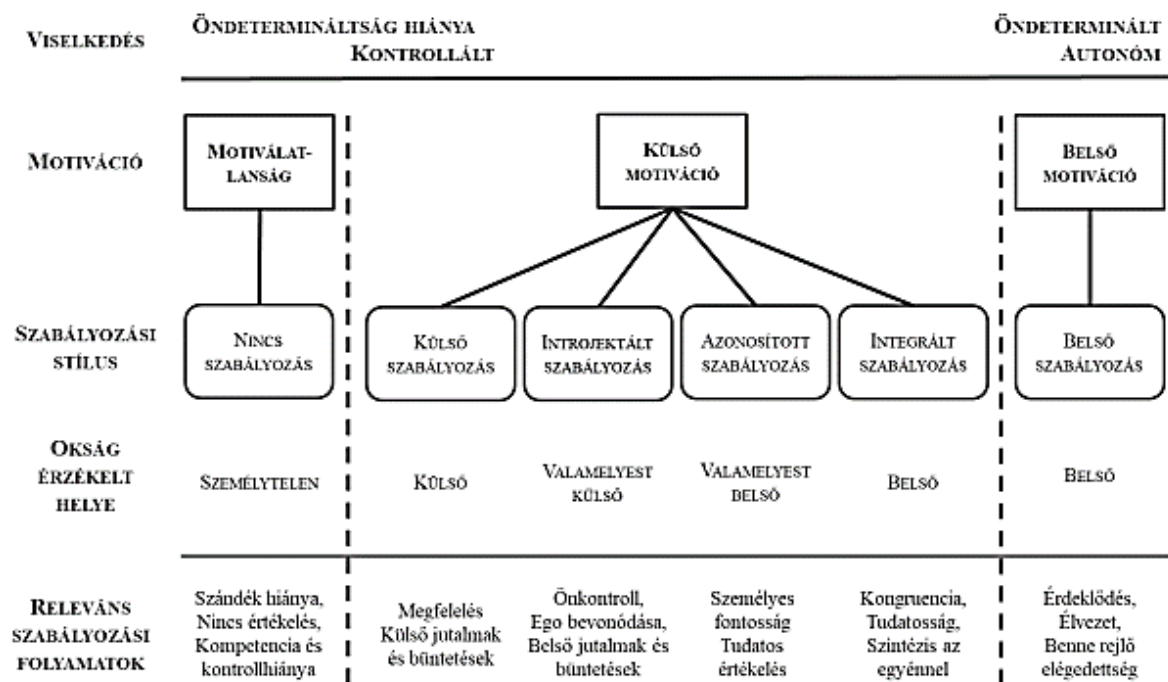 VISELKEDÉS
ÖNDETERMINÁLTSÁG HIÁNYA
KONTROLLÁLT
ÖNDETERMINÁLT
AUTONÓM
MOTIVÁCIÓ
MOTIVÁLAT-
LANSÁG
KÜLSŐ
MOTIVÁCIÓ
BELSŐ
MOTIVÁCIÓ
SZABÁLYOZÁSI
STÍLUS
NINCS
SZABÁLYOZÁS
KÜLSŐ
SZABÁLYOZÁS
INTROJEKTÁLT
SZABÁLYOZÁS
AZONOSÍTOTT
SZABÁLYOZÁS
INTEGRÁLT
SZABÁLYOZÁS
BELSŐ
SZABÁLYOZÁS
OKSÁG
ÉRZÉKELT
HELYE
SZEMÉLYTELEN
KÜLSŐ
VALAMELYEST
KÜLSŐ
VALAMELYEST
BELSŐ
BELSŐ
BELSŐ
RELEVÁNS
SZABÁLYOZÁSI
FOLYAMATOK
Szándék hiánya,
Nincs értékelés,
Kompetencia és
kontrollhiánya
Megfelelés
Külső jutalmak
és büntetések
Önkontroll,
Ego bevonódása,
Belső jutalmak és
büntetések
Személyes
fontosság
Tudatos
értékelés
Kongruencia,
Tudatosság,
Szintézis az
egyénnel
Érdeklődés,
Élvezet,
Benne rejlő
elégedettség